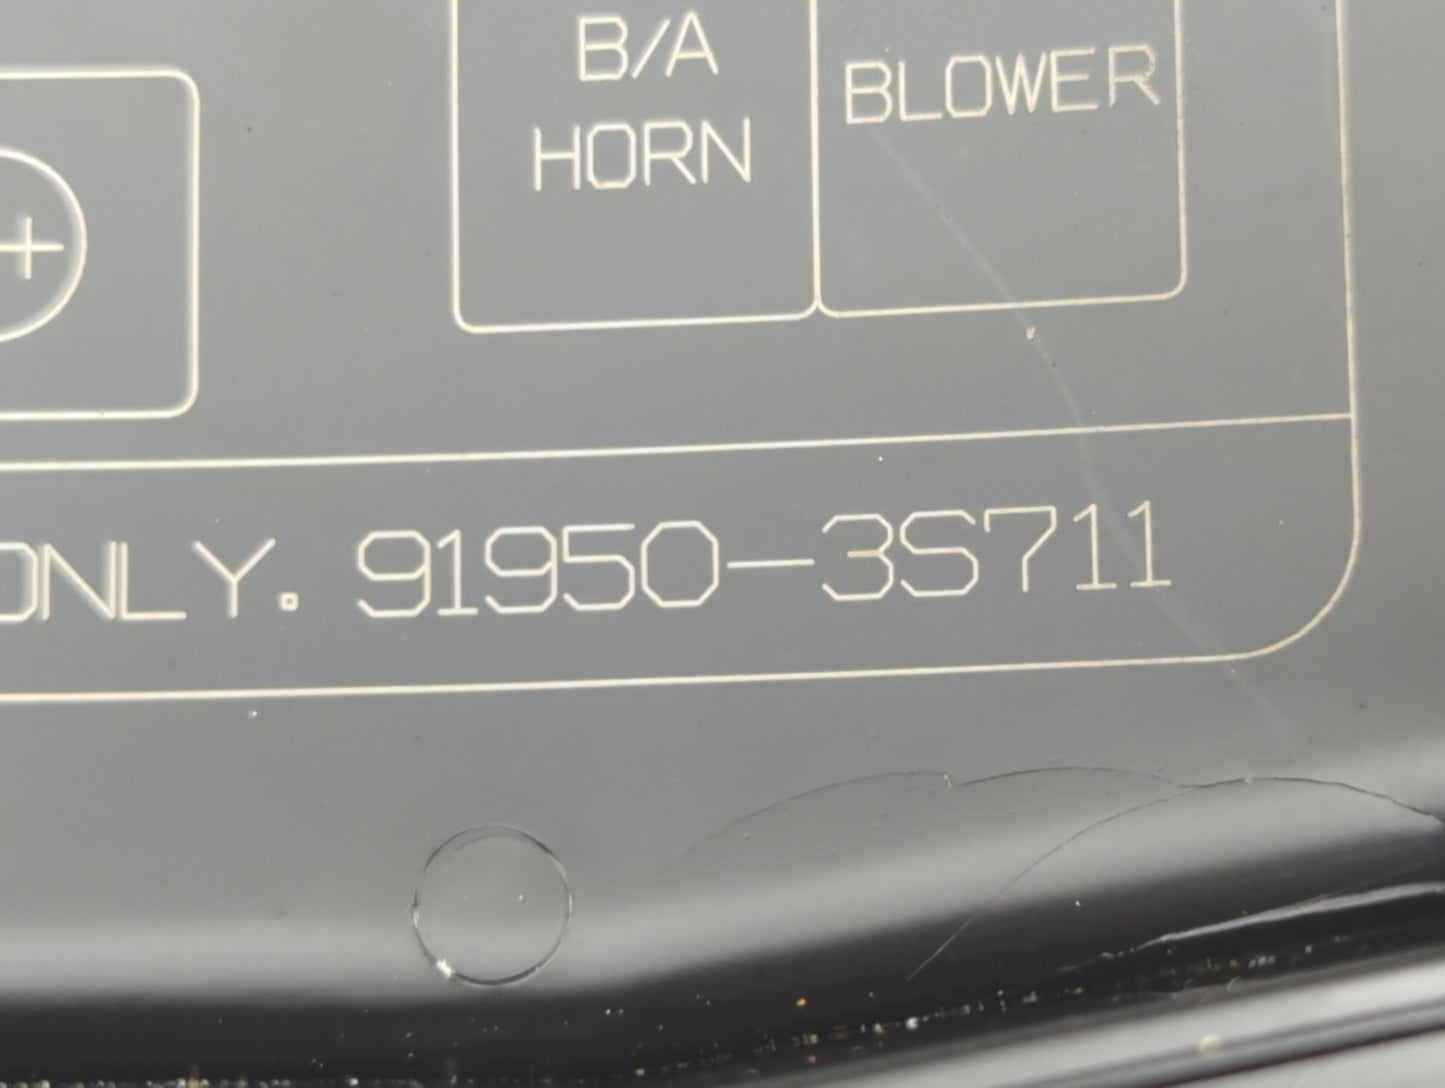 B/A
HORN
BLOWER
+
ONLY. 91950-3S711